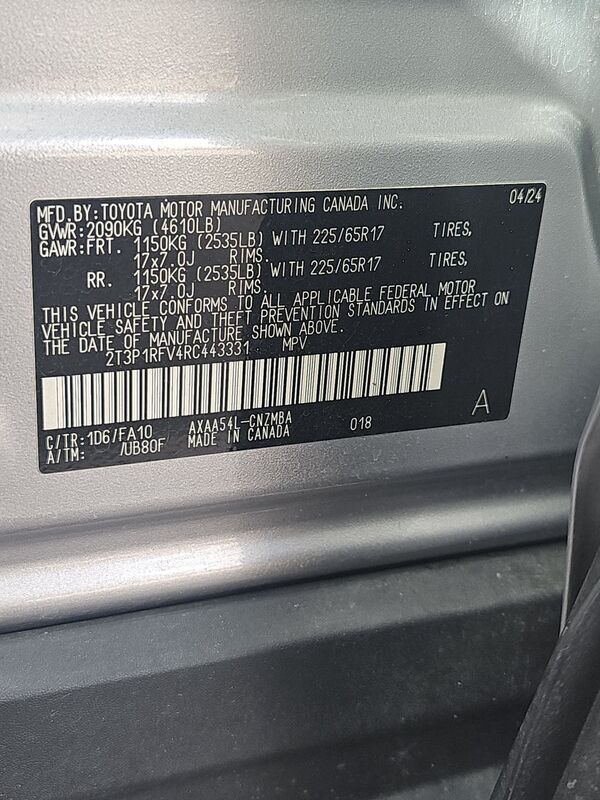 MFD.BY:TOYOTA MOTOR MANUFACTURING CANADA INC. 04/24
GVWR:2090KG (4610LB)
GAWR:FRT. 1150KG (2535LB) WITH 225/65R17 TIRES,
17x7.0J RIMS.
RR. 1150KG (2535LB) WITH 225/65R17 TIRES,
17x7.0J RIMS.
THIS VEHICLE CONFORMS TO ALL APPLICABLE FEDERAL MOTOR
VEHICLE SAFETY AND THEFT PREVENTION STANDARDS IN EFFECT ON
THE DATE OF MANUFACTURE SHOWN ABOVE.
2T3P1RFV4RC443331 MPV
A
C/TR:1D6/FA10 AXAA54L-CNZMBA 018
A/TM: /UB80F MADE IN CANADA